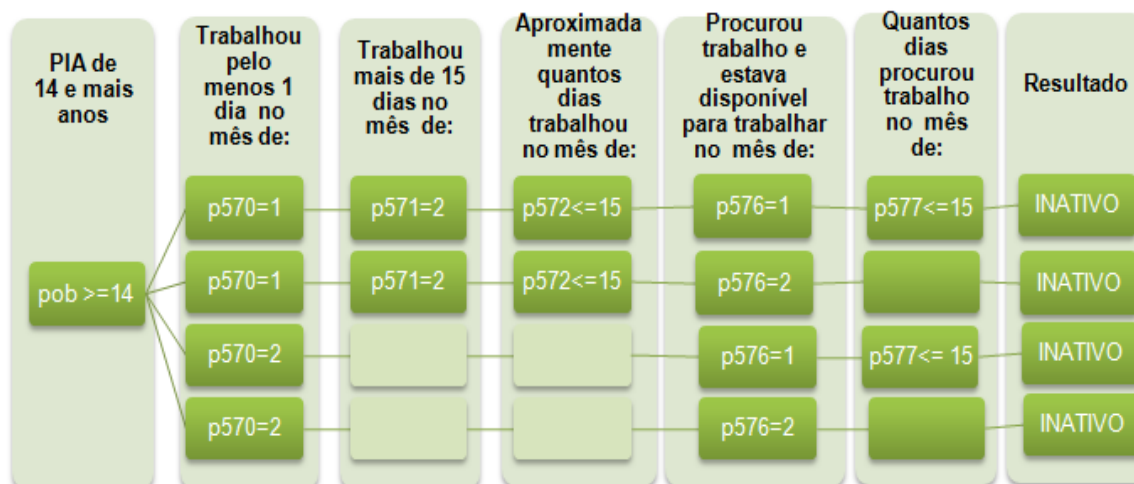 PIA de
14 e mais
anos
Trabalhou
pelo
menos 1
dia no
mês de:
Trabalhou
mais de 15
dias no
mês de:
Aproximada
mente
quantos
dias
trabalhou
no mês de:
Procurou
trabalho e
estava
disponível
para trabalhar
no mês de:
Quantos
dias
procurou
trabalho
no mês
de:
Resultado
pob >=14
p570=1
p571=2
p572<=15
p576=1
p577<=15
INATIVO
p570=1
p571=2
p572<=15
p576=2
INATIVO
p570=2
p576=1
p577<= 15
INATIVO
p570=2
p576=2
INATIVO